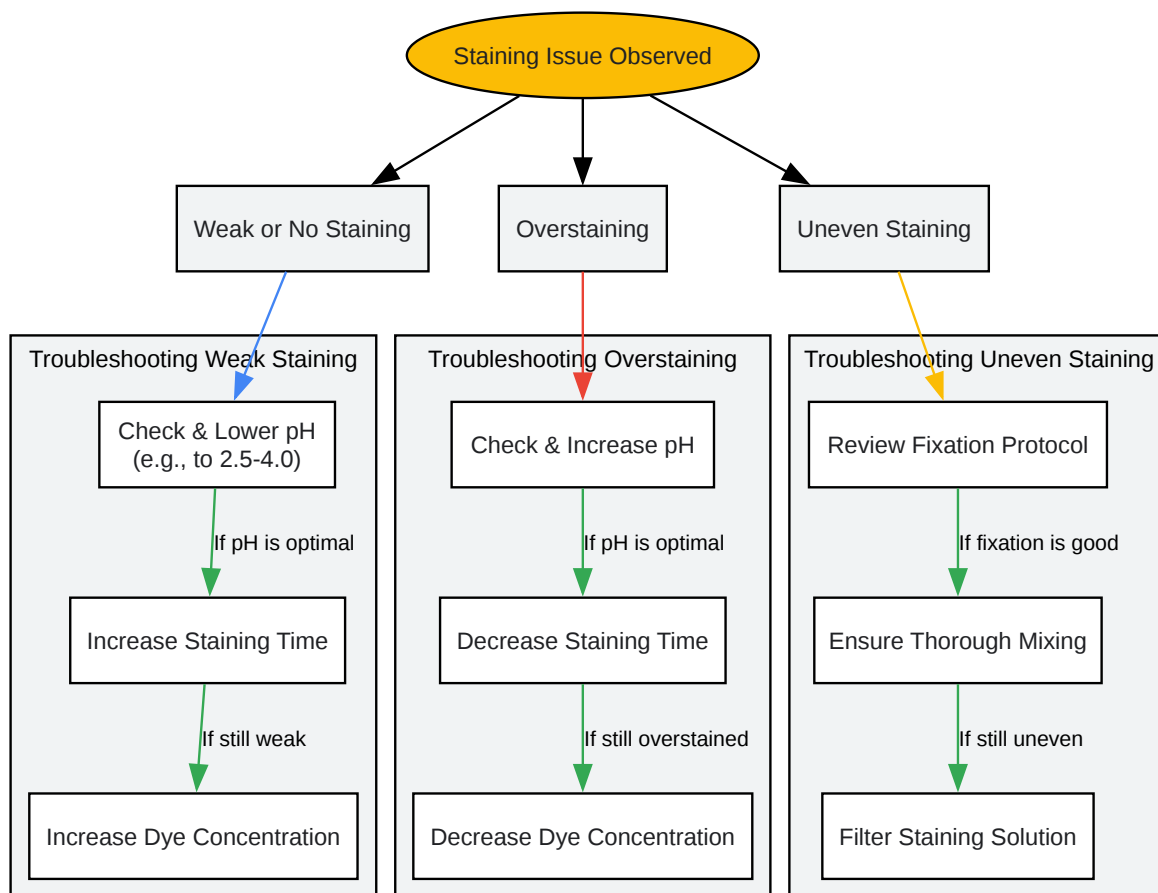 Staining Issue Observed
Weak or No Staining
Overstaining
Uneven Staining
Troubleshooting Weak Staining
Troubleshooting Overstaining
Troubleshooting Uneven Staining
Check & Lower pH
(e.g., to 2.5-4.0)
Check & Increase pH
Review Fixation Protocol
If pH is optimal
If pH is optimal
If fixation is good
Increase Staining Time
Decrease Staining Time
Ensure Thorough Mixing
If still weak
If still overstained
If still uneven
Increase Dye Concentration
Decrease Dye Concentration
Filter Staining Solution